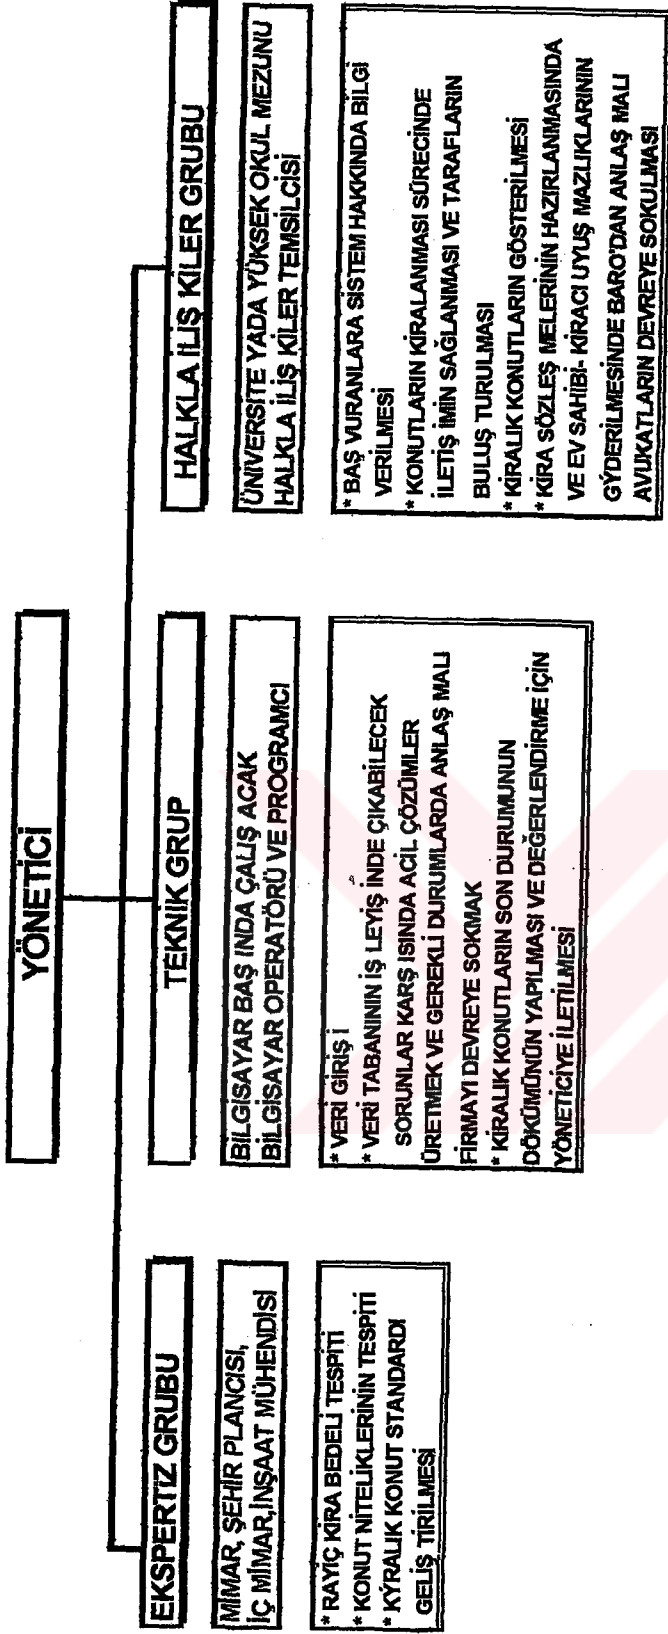 YÖNETİCİ
EKSPERTİZ GRUBU
MİMAR, ŞEHİR PLANCISI,
İÇ MİMAR,İNŞAAT MÜHENDİSİ
* RAYİÇ KİRA BEDELİ TESPİTİ
* KONUT NİTELİKLERİNİN TESPİTİ
* KÝRALIK KONUT STANDARDI
GELİŞ TİRİLMESİ
TEKNİK GRUP
BİLGİSAYAR BAŞ INDA ÇALIŞ ACAK
BİLGİSAYAR OPERATÖRÜ VE PROGRAMCI
* VERİ GİRİŞ İ
* VERİ TABANININ İŞ LEYİŞ İNDE ÇIKABİLECEK
SORUNLAR KARŞ ISINDA ACİL ÇÖZÜMLER
ÜRETMEK VE GEREKLİ DURUMLARDA ANLAŞ MALI
FİRMAYI DEVREYE SOKMAK
* KİRALIK KONUTLARIN SON DURUMUNUN
DÖKÜMÜNÜN YAPILMASI VE DEĞERLENDİRME İÇİN
YÖNETİCİYE İLETİLMESİ
HALKLA İLİŞ KİLER GRUBU
ÜNİVERSİTE YADA YÜKSEK OKUL MEZUNU
HALKLA İLİŞ KİLER TEMSİLCİSİ
* BAŞ VURANLARA SİSTEM HAKKINDA BİLGİ
VERİLMESİ
* KONUTLARIN KİRALANMASI SÜRECİNDE
İLETİŞ İMİN SAĞLANMASI VE TARAFLARIN
BULUŞ TURULMASI
* KİRALIK KONUTLARIN GÖSTERİLMESİ
* KİRA SÖZLEŞ MELERİNİN HAZIRLANMASINDA
VE EV SAHİBİ- KİRACI UYUŞ MAZLIKLARININ
GÝDERİLMESİNDE BARO'DAN ANLAŞ MALI
AVUKATLARIN DEVREYE SOKULMASI